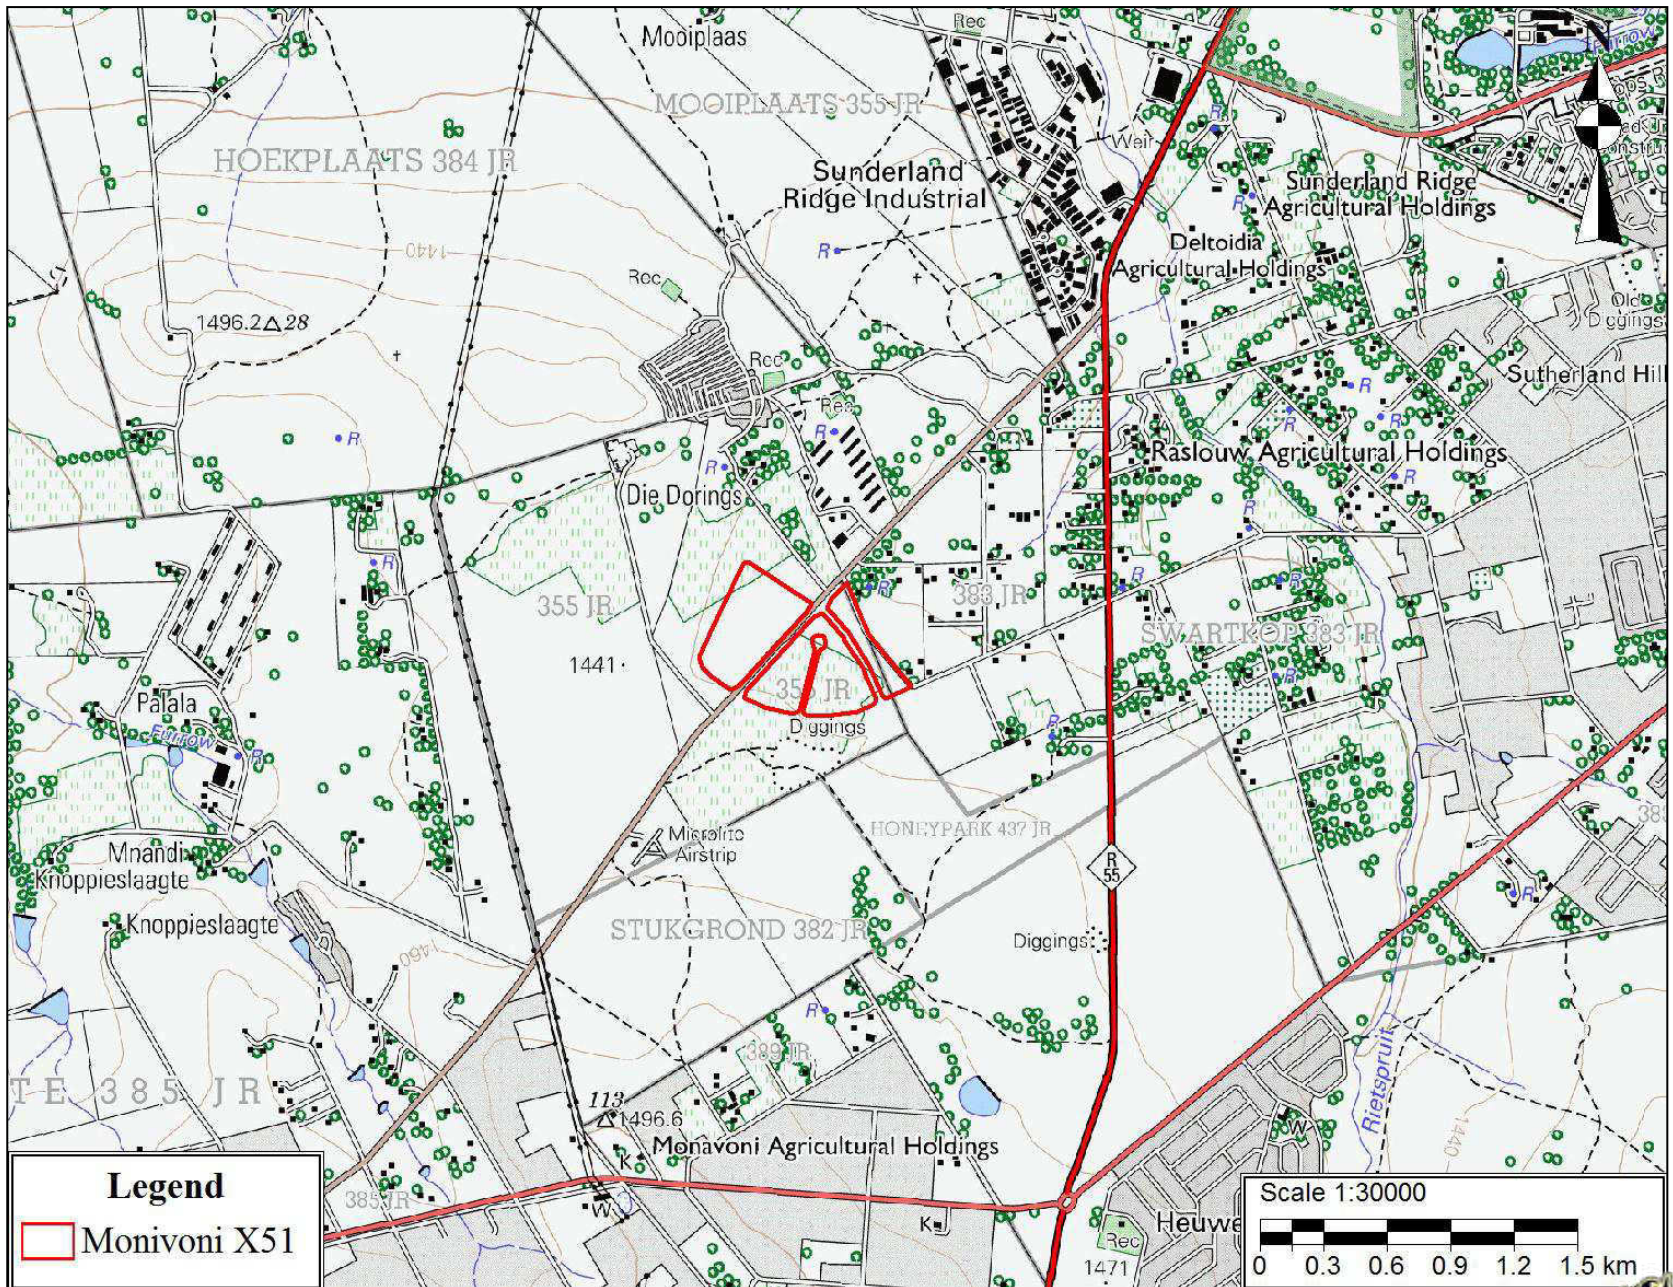 Rec
Mooiplaas
Furrow
MOOIPLAATS 355 JR
Weir
HOEKPLAATS 384 JR
Sunderland
Ridge Industrial
R
Sunderland Ridge
Agricultural Holdings
R
Deltoidia
Agricultural Holdings
1440
R
Rec
1496.2 28
Old
Diggings
Rec
Sutherland Hill
R
Rec
R
R
R
R
Raslouw Agricultural Holdings
R
R
Die Dorings
R
R
R
R
R
355 JR
383 JR
SWARTKOP 383 JR
1441
355 JR
R
Palala
Diggings
R
Furrow
R
HONEYPARK 437 JR
383
Microlite
Airstrip
Mnandi
Knoppieslaagte
R
55
R
Knoppieslaagte
STUKGROND 382 JR
Diggings
1460
R
389 JR
Rietspruit
TE 385 JR
113
1496.6
W
1440
Monavoni Agricultural Holdings
K
Legend
385 JR
W
K
Heuwe
Rec
1471
Monivoni X51
Scale 1:30000
0 0.3 0.6 0.9 1.2 1.5 km